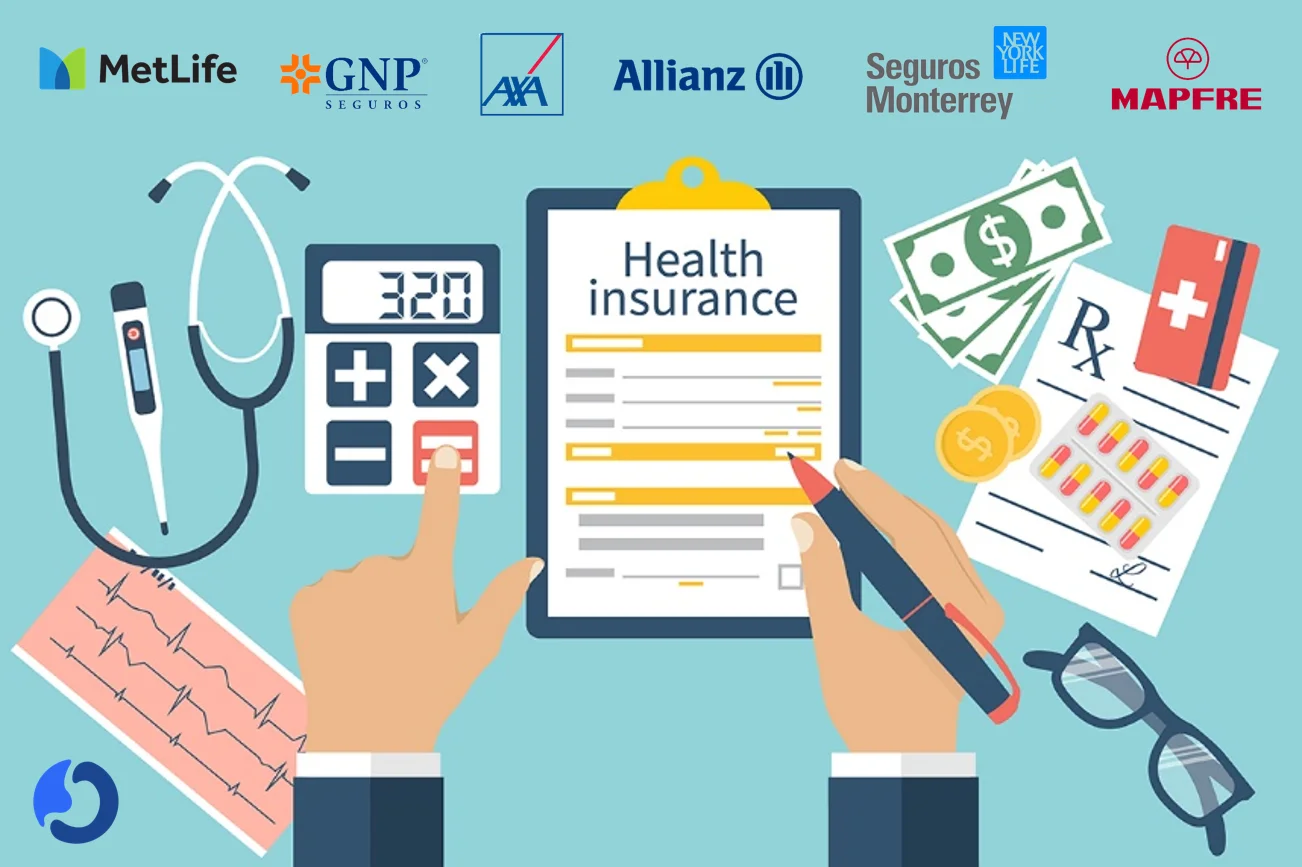 MetLife
GNP
SEGUROS
AXA
Allianz
Seguros
Monterrey
NEW
YORK
LIFE
MAPFRE
320
Health
insurance
$
Rx
$